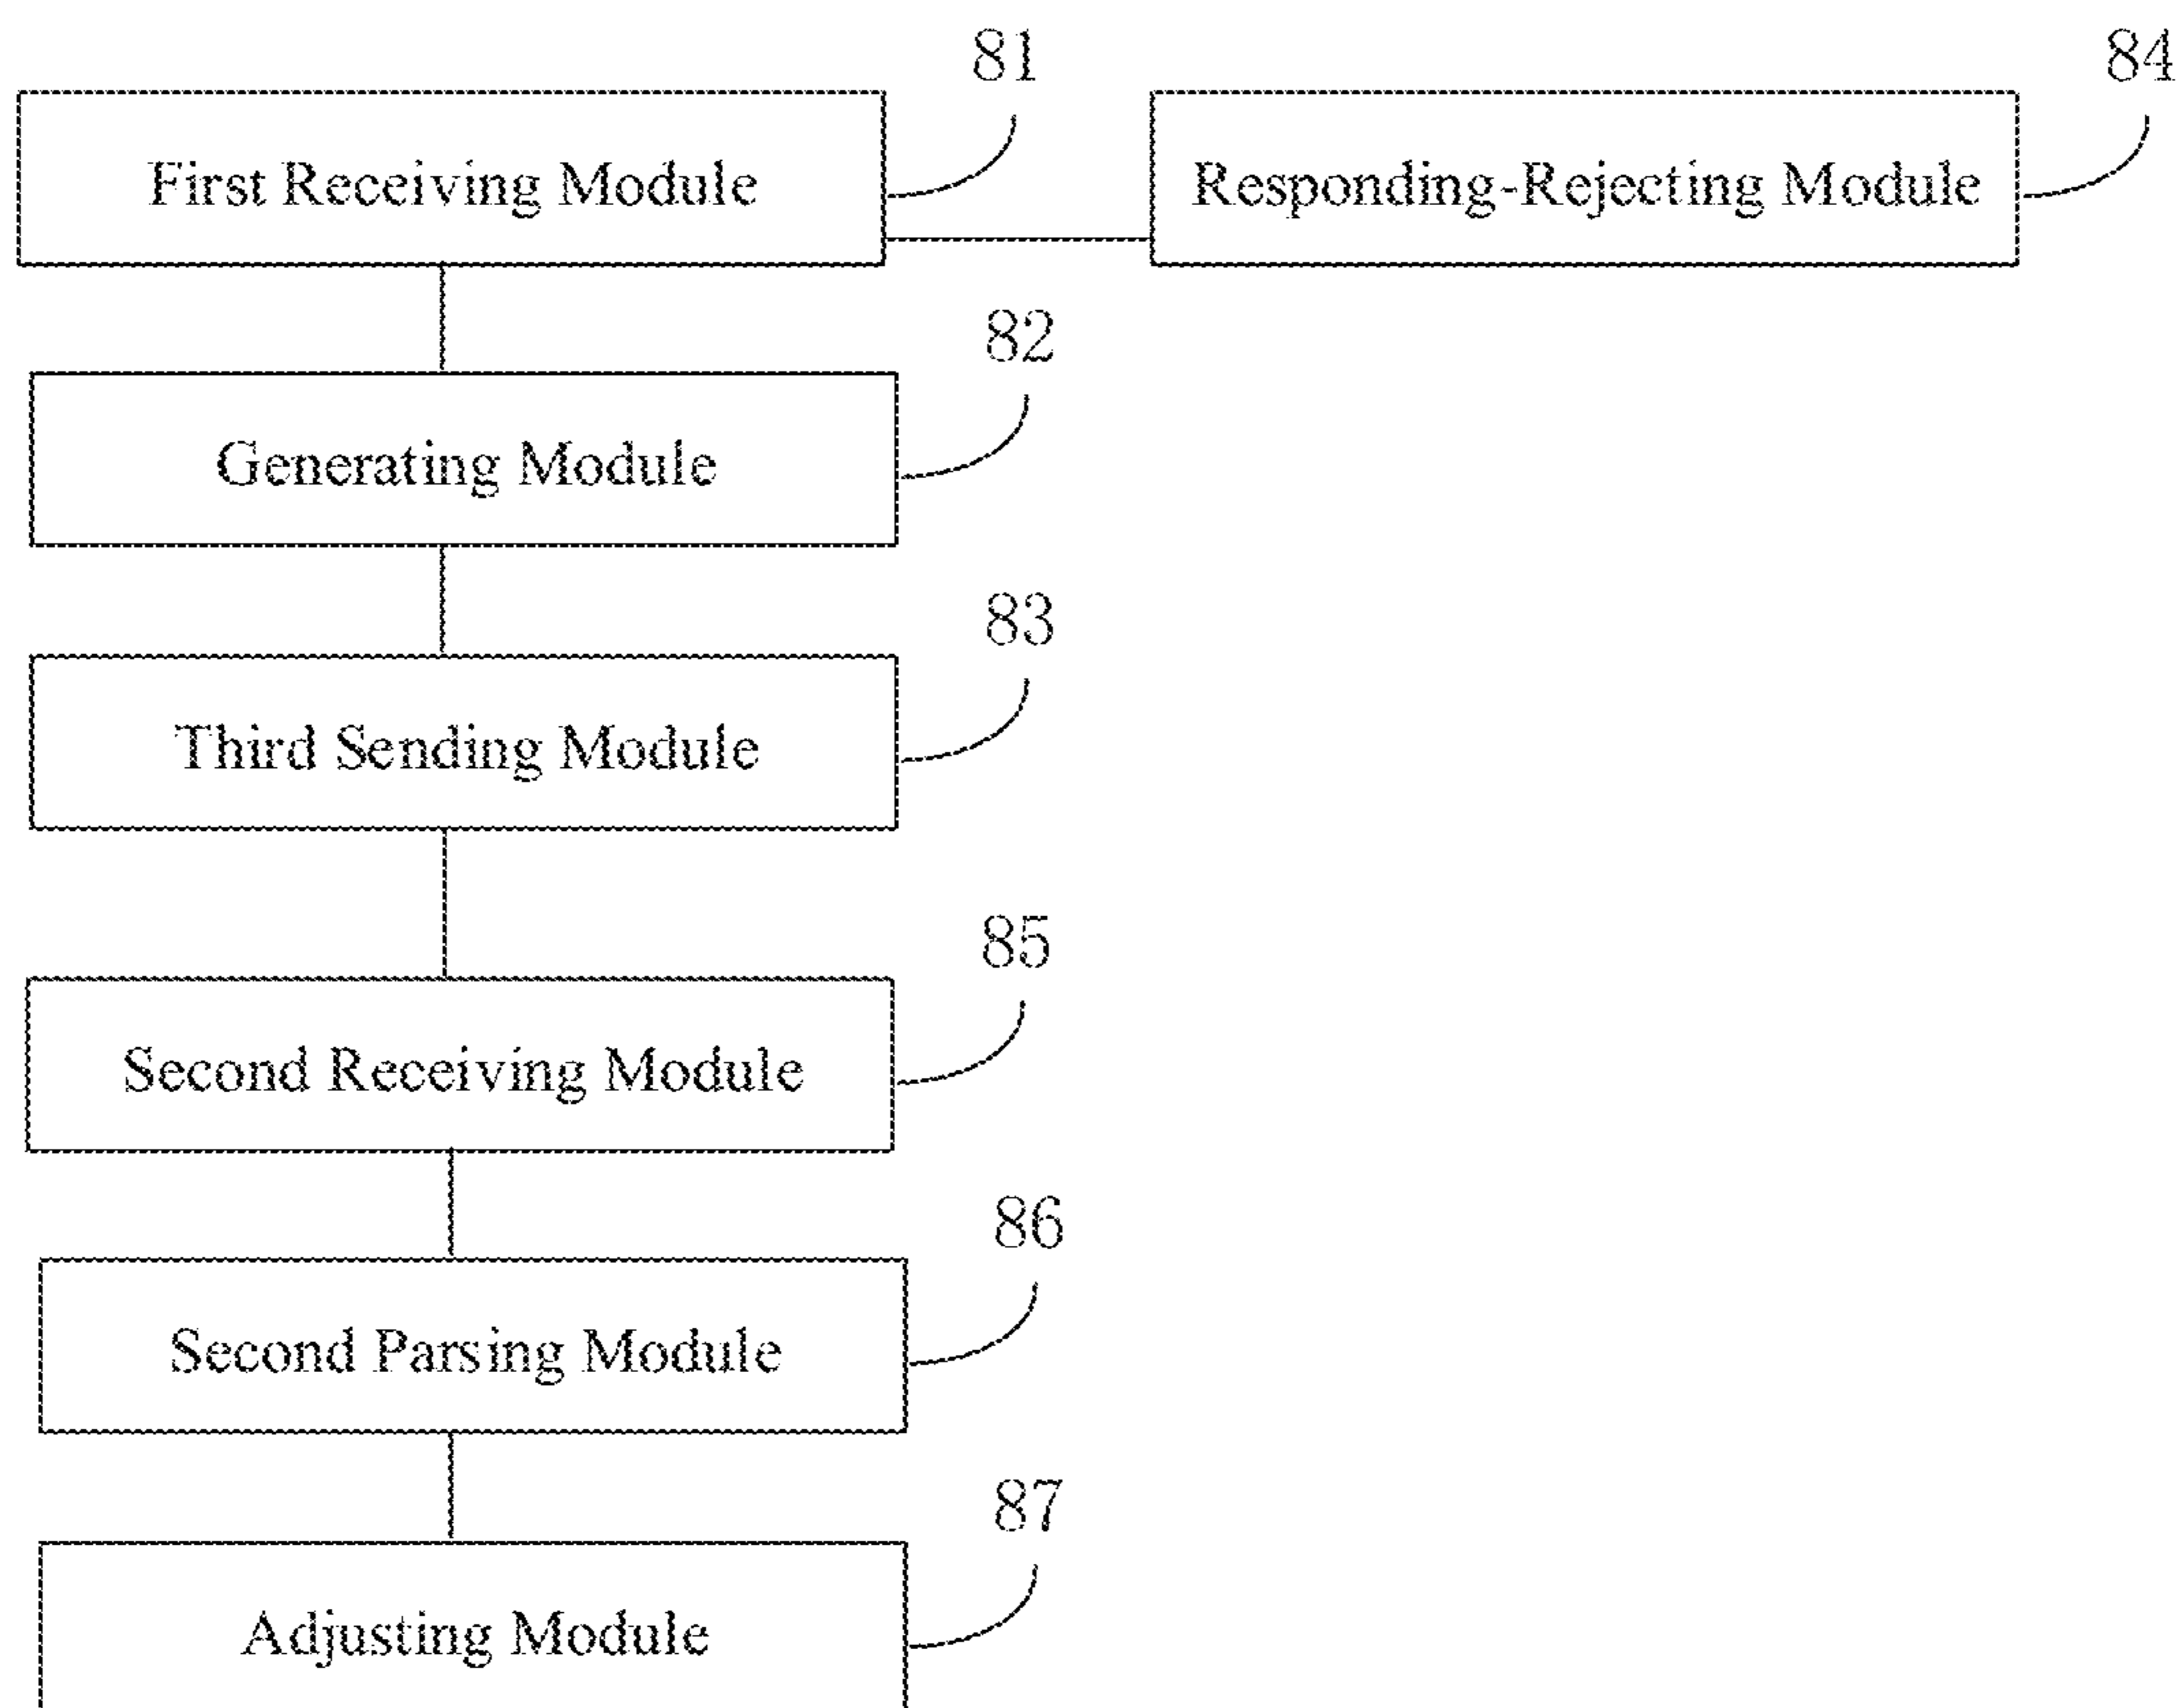 81
84
First Receiving Module
Responding-Rejecting Module
82
Generating Module
83
Third Sending Module
85
Second Receiving Module
86
Second Parsing Module
87
Adjusting Module